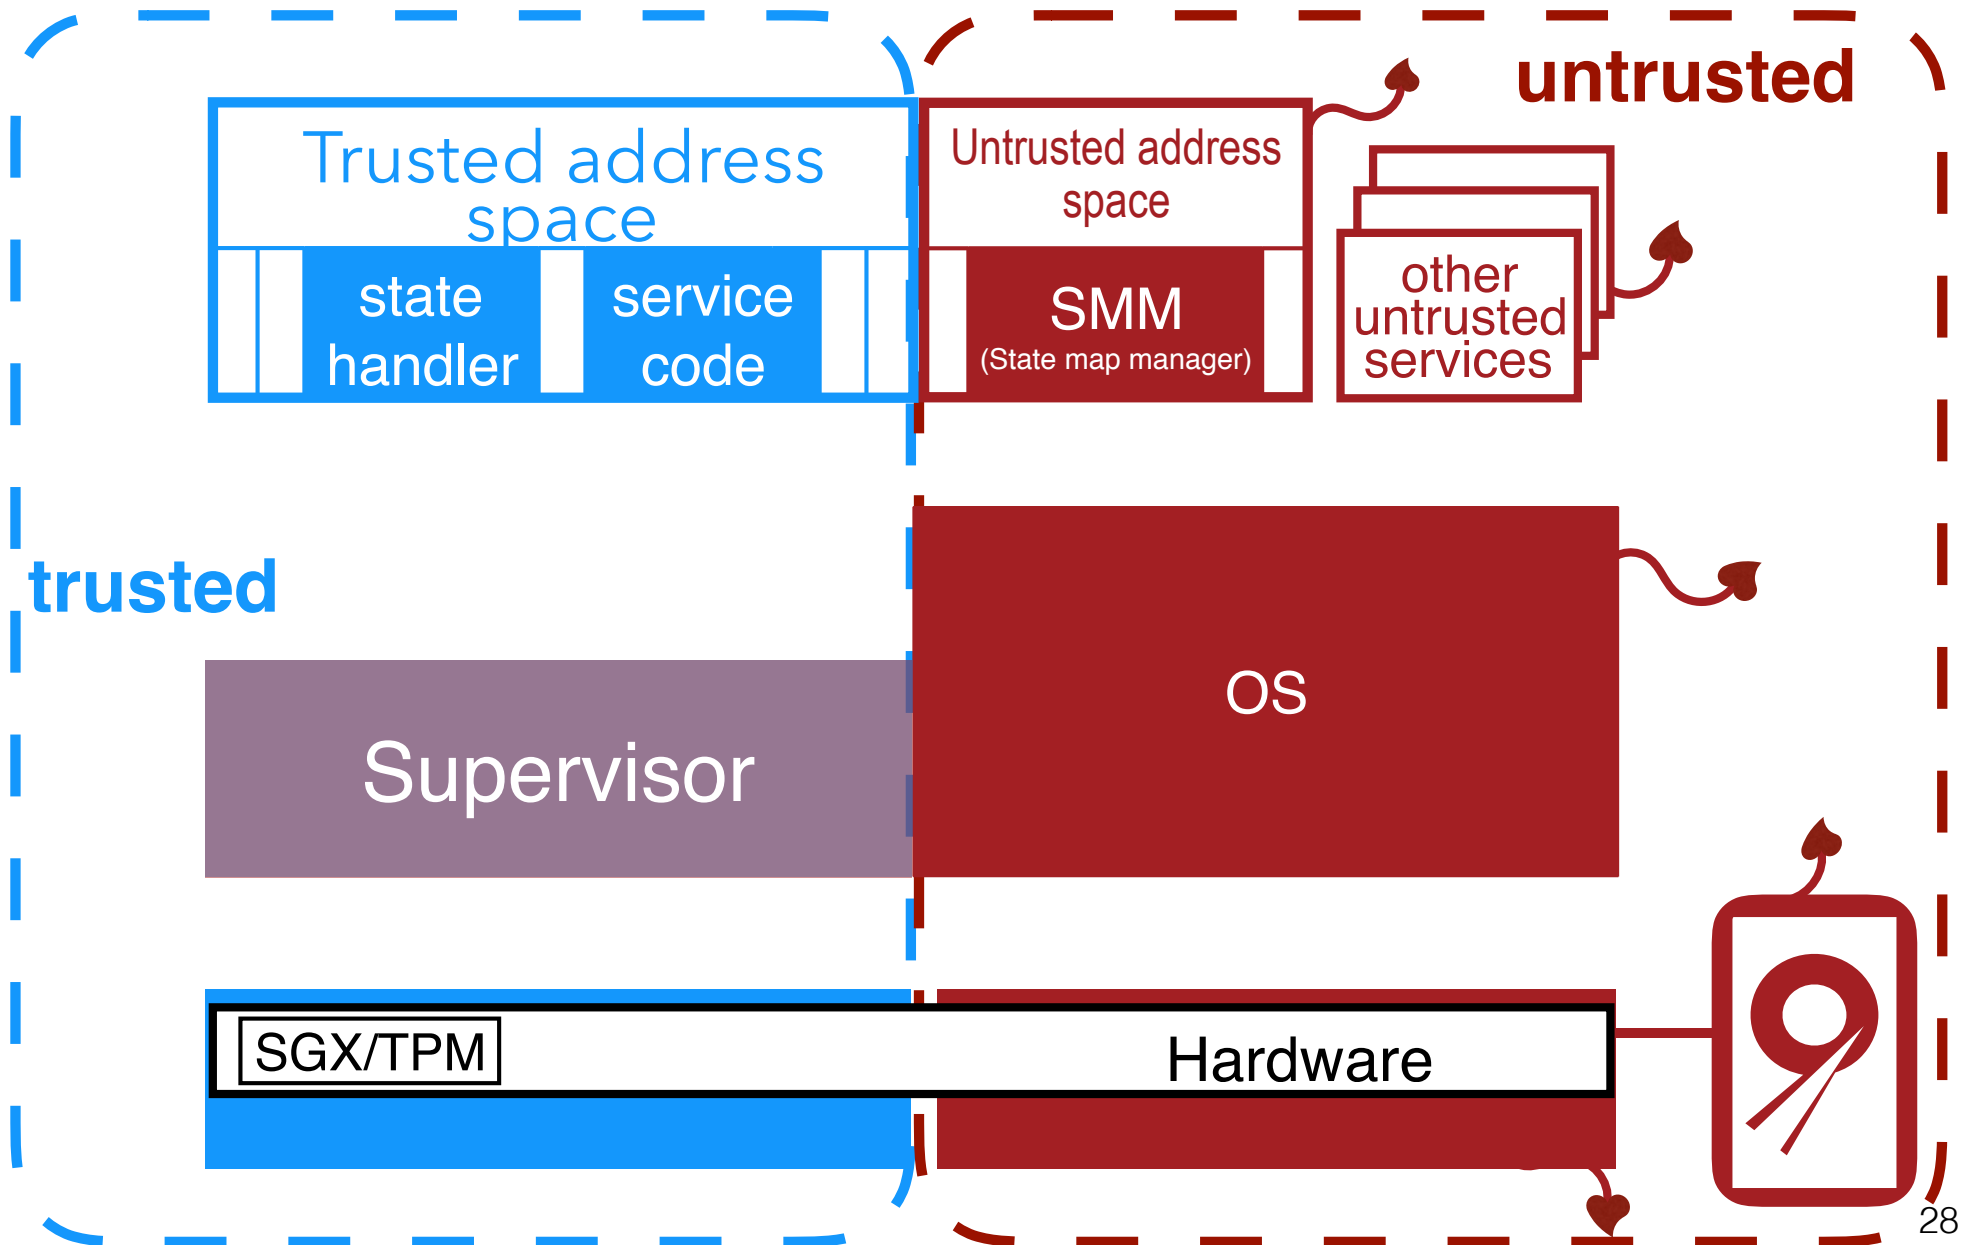 untrusted
Trusted address
space
Untrusted address
space
state
handler
service
code
SMM
(State map manager)
other
untrusted
services
trusted
OS
Supervisor
SGX/TPM
Hardware
28